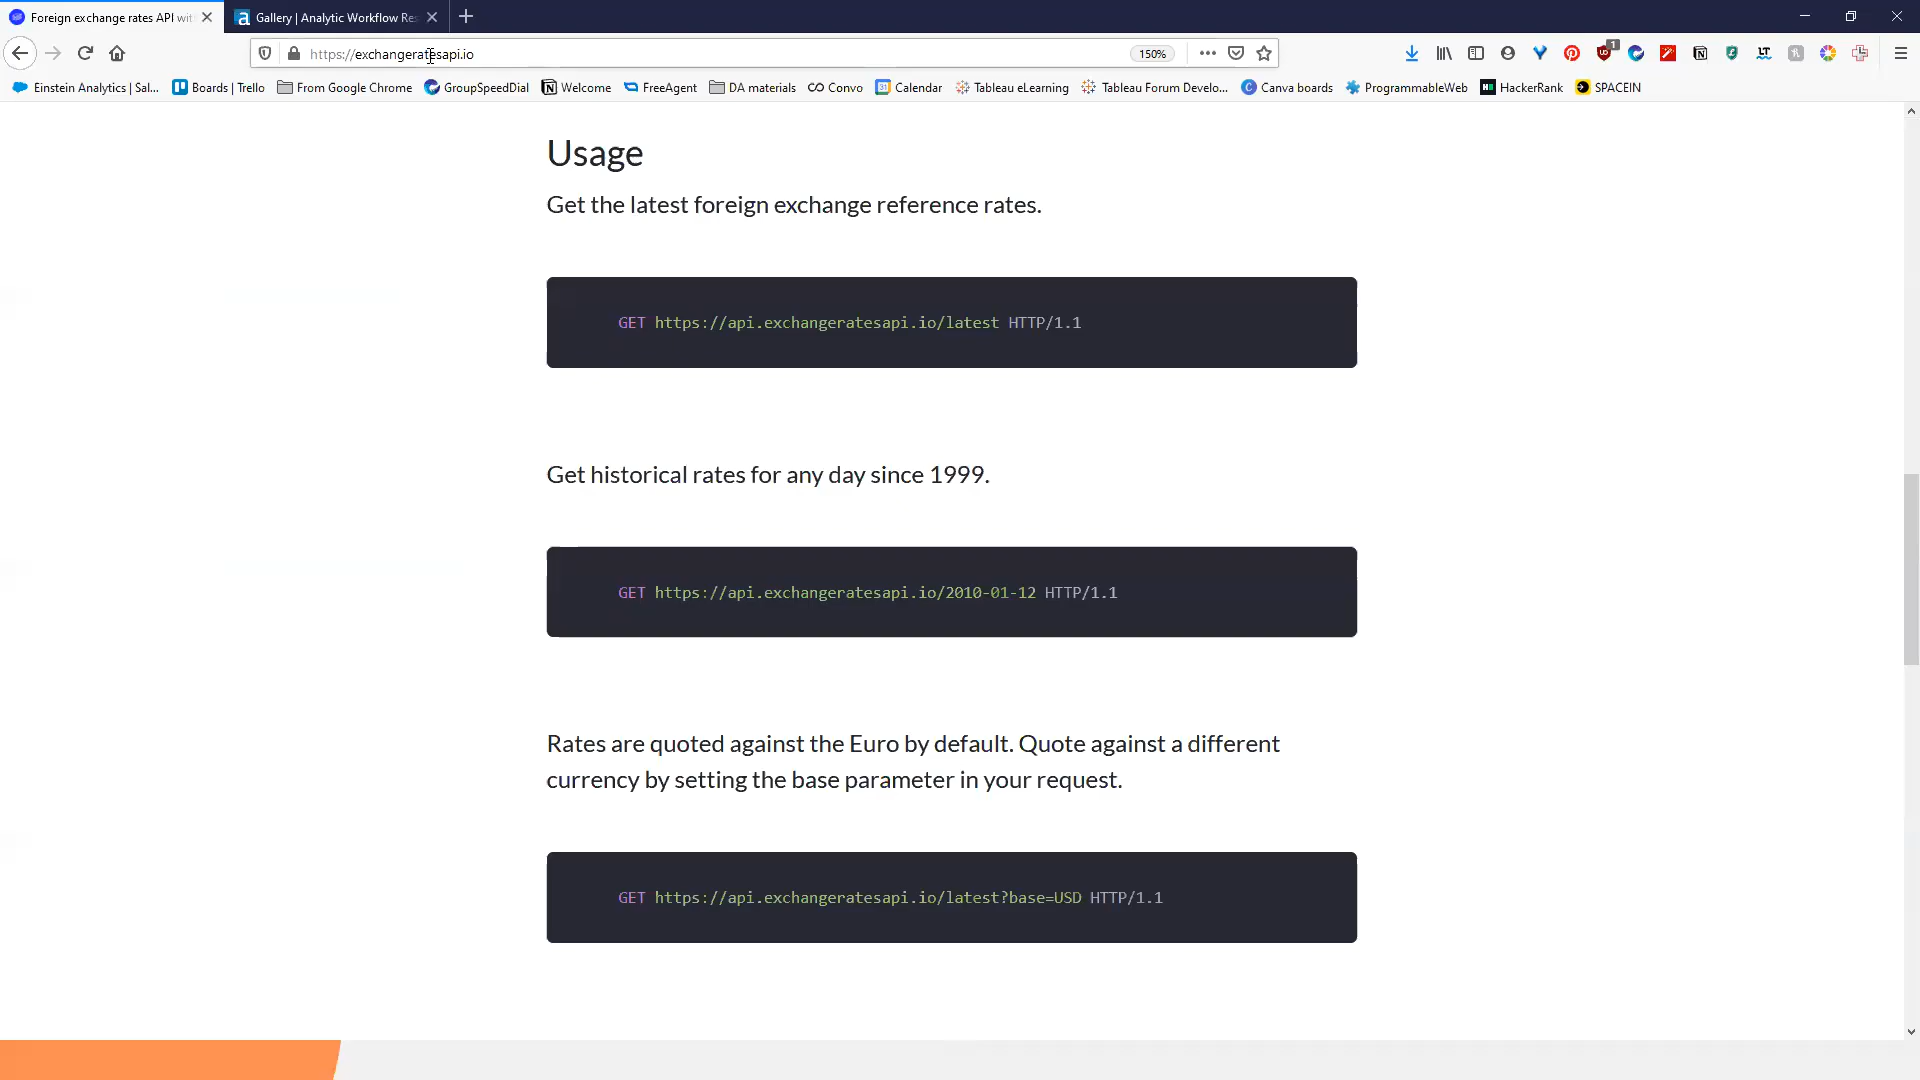 Foreign exchange rates API wit
Gallery | Analytic Workflow Res
https://exchangeratesapi.io
150%
1
Einstein Analytics | Sal...
Boards | Trello
From Google Chrome
GroupSpeedDial
Welcome
FreeAgent
DA materials
Convo
Calendar
Tableau eLearning
Tableau Forum Develo...
Canva boards
ProgrammableWeb
HackerRank
SPACEIN
Usage
Get the latest foreign exchange reference rates.
GET https://api.exchangeratesapi.io/latest HTTP/1.1
Get historical rates for any day since 1999.
GET https://api.exchangeratesapi.io/2010-01-12 HTTP/1.1
Rates are quoted against the Euro by default. Quote against a different
currency by setting the base parameter in your request.
GET https://api.exchangeratesapi.io/latest?base=USD HTTP/1.1